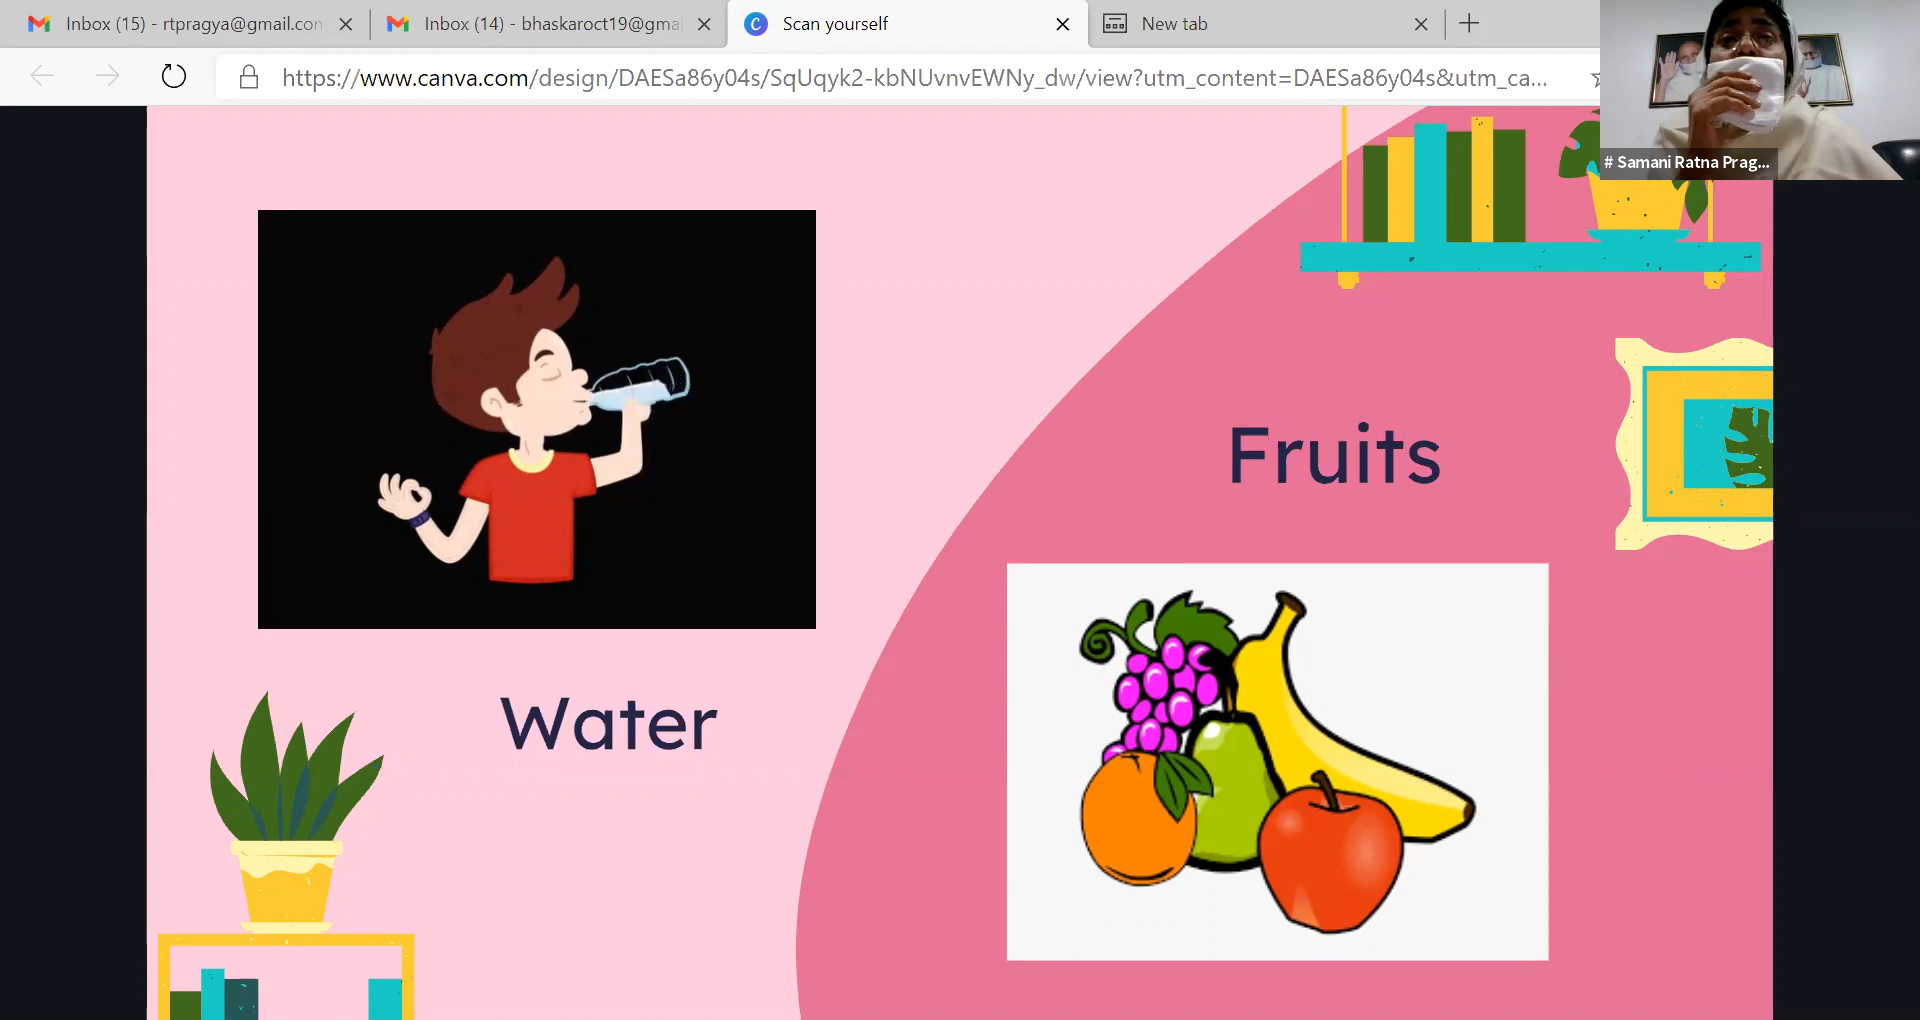 Inbox (15) - rtpragya@gmail.con
Inbox (14) - bhaskaroct19@gma
Scan yourself
New tab
https://www.canva.com/design/DAESa86y04s/SqUqyk2-kbNUvnvEWNy_dw/view?utm_content=DAESa86y04s&utm_ca...
# Samani Ratna Prag...
Fruits
Water